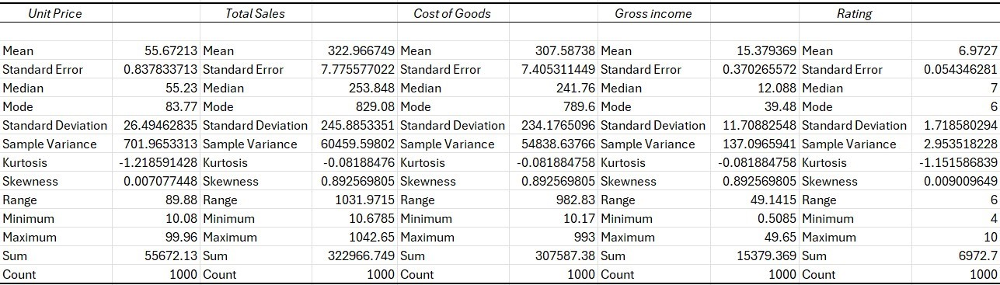 Unit Price Total Sales Cost of Goods Gross income Rating
Mean 55.67213 Mean 322.966749 Mean 307.58738 Mean 15.379369 Mean 6.9727
Standard Error 0.837833713 Standard Error 7.775577022 Standard Error 7.405311449 Standard Error 0.370265572 Standard Error 0.054346281
Median 55.23 Median 253.848 Median 241.76 Median 12.088 Median 7
Mode 83.77 Mode 829.08 Mode 789.6 Mode 39.48 Mode 6
Standard Deviation 26.49462835 Standard Deviation 245.8853351 Standard Deviation 234.1765096 Standard Deviation 11.70882548 Standard Deviation 1.718580294
Sample Variance 701.9653313 Sample Variance 60459.59802 Sample Variance 54838.63766 Sample Variance 137.0965941 Sample Variance 2.953518228
Kurtosis -1.218591428 Kurtosis -0.08188476 Kurtosis -0.081884758 Kurtosis -0.081884758 Kurtosis -1.151586839
Skewness 0.007077448 Skewness 0.892569805 Skewness 0.892569805 Skewness 0.892569805 Skewness 0.009009649
Range 89.88 Range 1031.9715 Range 982.83 Range 49.1415 Range 6
Minimum 10.08 Minimum 10.6785 Minimum 10.17 Minimum 0.5085 Minimum 4
Maximum 99.96 Maximum 1042.65 Maximum 993 Maximum 49.65 Maximum 10
Sum 55672.13 Sum 322966.749 Sum 307587.38 Sum 15379.369 Sum 6972.7
Count 1000 Count 1000 Count 1000 Count 1000 Count 1000